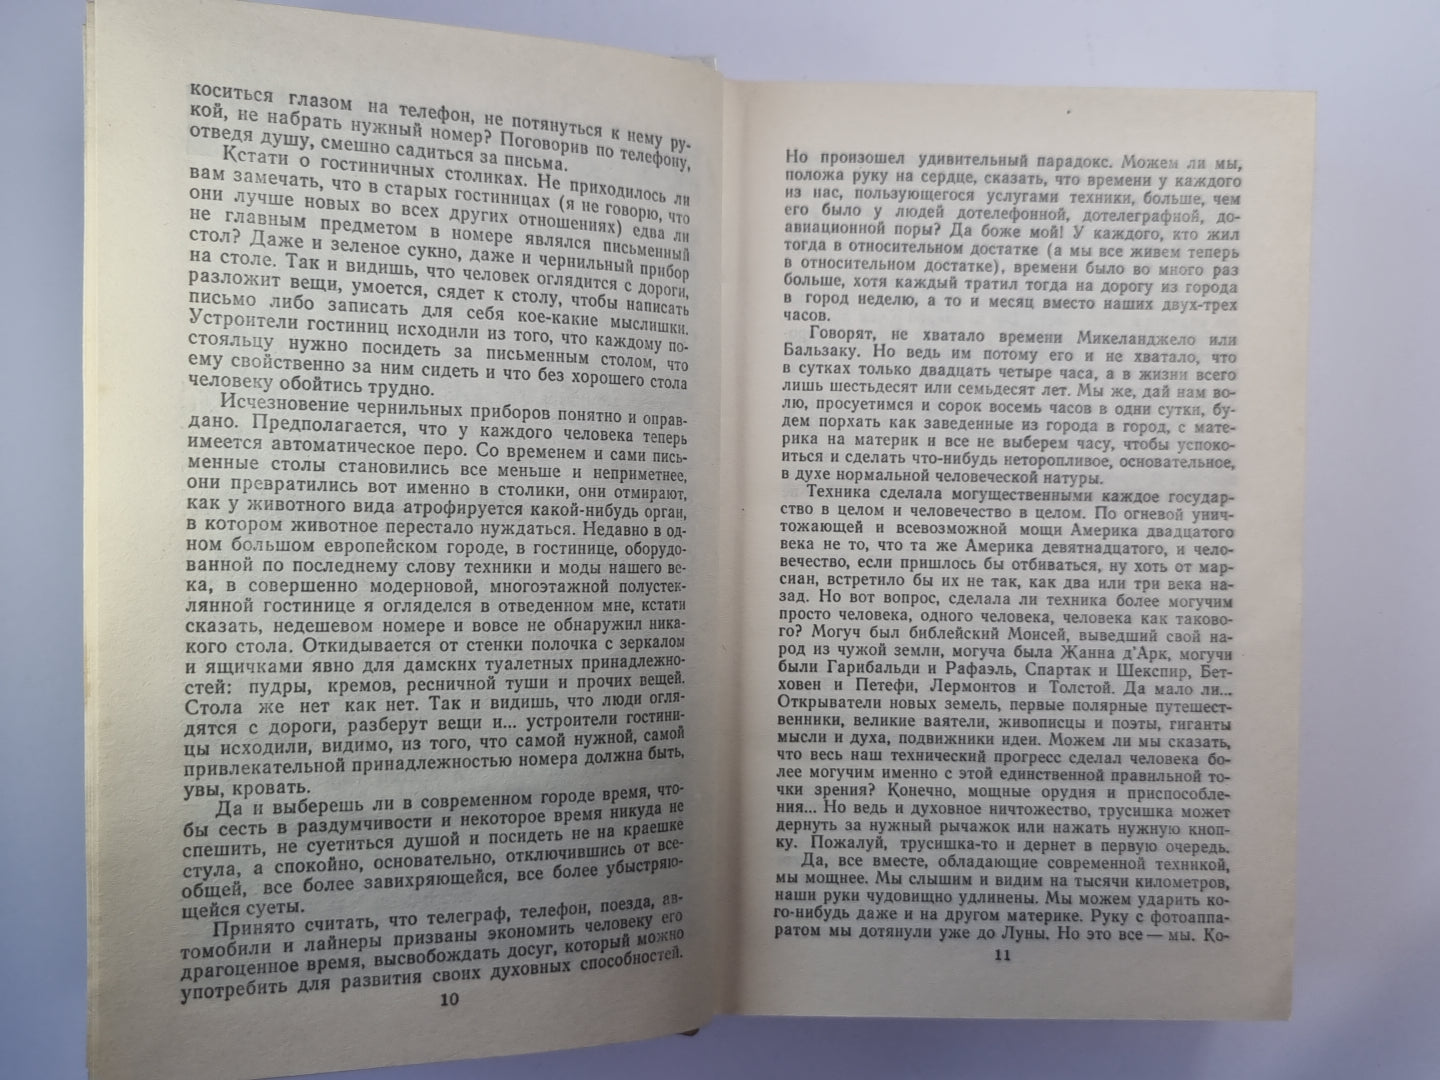 коситься глазом на телефон, не потянуться к нему ру-
кой, не набрать нужный номер? Поговорив по телефону,
отведя душу, смешно садиться за письма.
Кстати о гостиничных столиках. Не приходилось ли
вам замечать, что в старых гостиницах (я не говорю, что
они лучше новых во всех других отношениях) едва ли
не главным предметом в номере являлся письменный
стол? Даже и зеленое сукно, даже и чернильный прибор
на столе. Так и видишь, что человек оглядится с дороги,
разложит вещи, умоется, сядет к столу, чтобы написать
письмо либо записать для себя кое-какие мыслишки.
Устроители гостиниц исходили из того, что каждому по-
стояльцу нужно посидеть за письменным столом, что
ему свойственно за ним сидеть и что без хорошего стола
человеку обойтись трудно.
Исчезновение чернильных приборов понятно и оправ-
дано. Предполагается, что у каждого человека теперь
имеется автоматическое перо. Со временем и сами пись-
менные столы становились все меньше и неприметнее,
они превратились вот именно в столики, они отмирают,
как у животного вида атрофируется какой-нибудь орган,
в котором животное перестало нуждаться. Недавно в од-
ном большом европейском городе, в гостинице, оборудо-
ванной по последнему слову техники и моды нашего ве-
ка, в совершенно модерновой, многоэтажной полустек-
лянной гостинице я огляделся в отведенном мне, кстати
сказать, недешевом номере и вовсе не обнаружил ника-
кого стола. Откидывается от стенки полочка с зеркалом
и ящичками явно для дамских туалетных принадлежно-
стей: пудры, кремов, ресничной туши и прочих вещей.
Стола же нет как нет. Так и видишь, что люди огля-
дятся с дороги, разберут вещи и... устроители гостини-
цы исходили, видимо, из того, что самой нужной, самой
привлекательной принадлежностью номера должна быть,
увы, кровать.
Да и выберешь ли в современном городе время, что-
бы сесть в раздумчивости и некоторое время никуда не
спешить, не суетиться душой и посидеть не на краешке
стула, а спокойно, основательно, отключившись от все-
общей, все более завихряющейся, все более убыстряю-
щейся суеты.
Принято считать, что телеграф, телефон, поезда, ав-
томобили и лайнеры призваны экономить человеку его
драгоценное время, высвобождать досуг, который можно
употребить для развития своих духовных способностей.
10
Но произошел удивительный парадокс. Можем ли мы,
положа руку на сердце, сказать, что времени у каждого
из нас, пользующегося услугами техники, больше, чем
его было у людей дотелефонной, дотелеграфной, до-
авиационной поры? Да боже мой! У каждого, кто жил
тогда в относительном достатке (а мы все живем теперь
в относительном достатке), времени было во много раз
больше, хотя каждый тратил тогда на дорогу из города
в город неделю, а то и месяц вместо наших двух-трех
часов.
Говорят, не хватало времени Микеланджело или
Бальзаку. Но ведь им потому его и не хватало, что
в сутках только двадцать четыре часа, а в жизни всего
лишь шестьдесят или семьдесят лет. Мы же, дай нам во-
лю, просуетимся и сорок восемь часов в одни сутки, бу-
дем порхать как заведенные из города в город, с мате-
рика на материк и все не выберем часу, чтобы успоко-
иться и сделать что-нибудь неторопливое, основательное,
в духе нормальной человеческой натуры.
Техника сделала могущественными каждое государ-
ство в целом и человечество в целом. По огневой унич-
тожающей и всевозможной мощи Америка двадцатого
века не то, что та же Америка девятнадцатого, и чело-
вечество, если пришлось бы отбиваться, ну хоть от мар-
сиан, встретило бы их не так, как два или три века на-
зад. Но вот вопрос, сделала ли техника более могучим
просто человека, одного человека, человека как таково-
го? Могуч был библейский Моисей, выведший свой на-
род из чужой земли, могуча была Жанна д'Арк, могучи
были Гарибальди и Рафаэль, Спартак и Шекспир, Бет-
ховен и Петефи, Лермонтов и Толстой. Да мало ли...
Открыватели новых земель, первые полярные путешест-
венники, великие ваятели, живописцы и поэты, гиганты
мысли и духа, подвижники идеи. Можем ли мы сказать,
что весь наш технический прогресс сделал человека бо-
лее могучим именно с этой единственной правильной то-
чки зрения? Конечно, мощные орудия и приспособле-
ния... Но ведь и духовное ничтожество, трусишка может
дернуть за нужный рычажок или нажать нужную кноп-
ку. Пожалуй, трусишка-то и дернет в первую очередь.
Да, все вместе, обладающие современной техникой,
мы мощнее. Мы слышим и видим на тысячи километров,
наши руки чудовищно удлинены. Мы можем ударить ко-
го-нибудь даже и на другом материке. Руку с фотоаппа-
ратом мы дотянули уже до Луны. Но это все — мы. Ко-
11